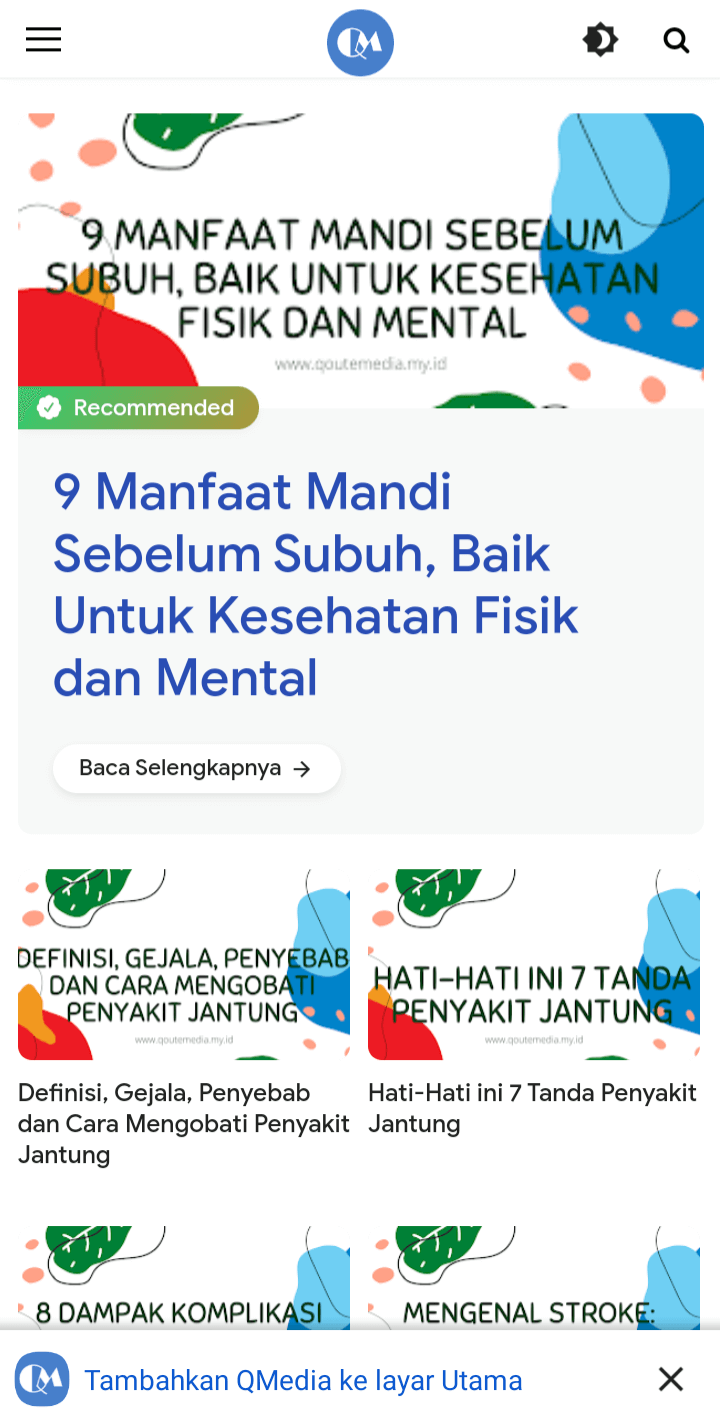 QM
9 MANFAAT MANDI SEBELUM
SUBUH, BAIK UNTUK KESEHATAN
FISIK DAN MENTAL
www.qoutemedia.my.id
Recommended
9 Manfaat Mandi
Sebelum Subuh, Baik
Untuk Kesehatan Fisik
dan Mental
Baca Selengkapnya →
DEFINISI, GEJALA, PENYEBAB
DAN CARA MENGOBATI
PENYAKIT JANTUNG
www.qoutemedia.my.id
HATI-HATI INI 7 TANDA
PENYAKIT JANTUNG
www.qoutemedia.my.id
Definisi, Gejala, Penyebab
dan Cara Mengobati Penyakit
Jantung
Hati-Hati ini 7 Tanda Penyakit
Jantung
8 DAMPAK KOMPLIKASI
MENGENAL STROKE:
QM
Tambahkan QMedia ke layar Utama